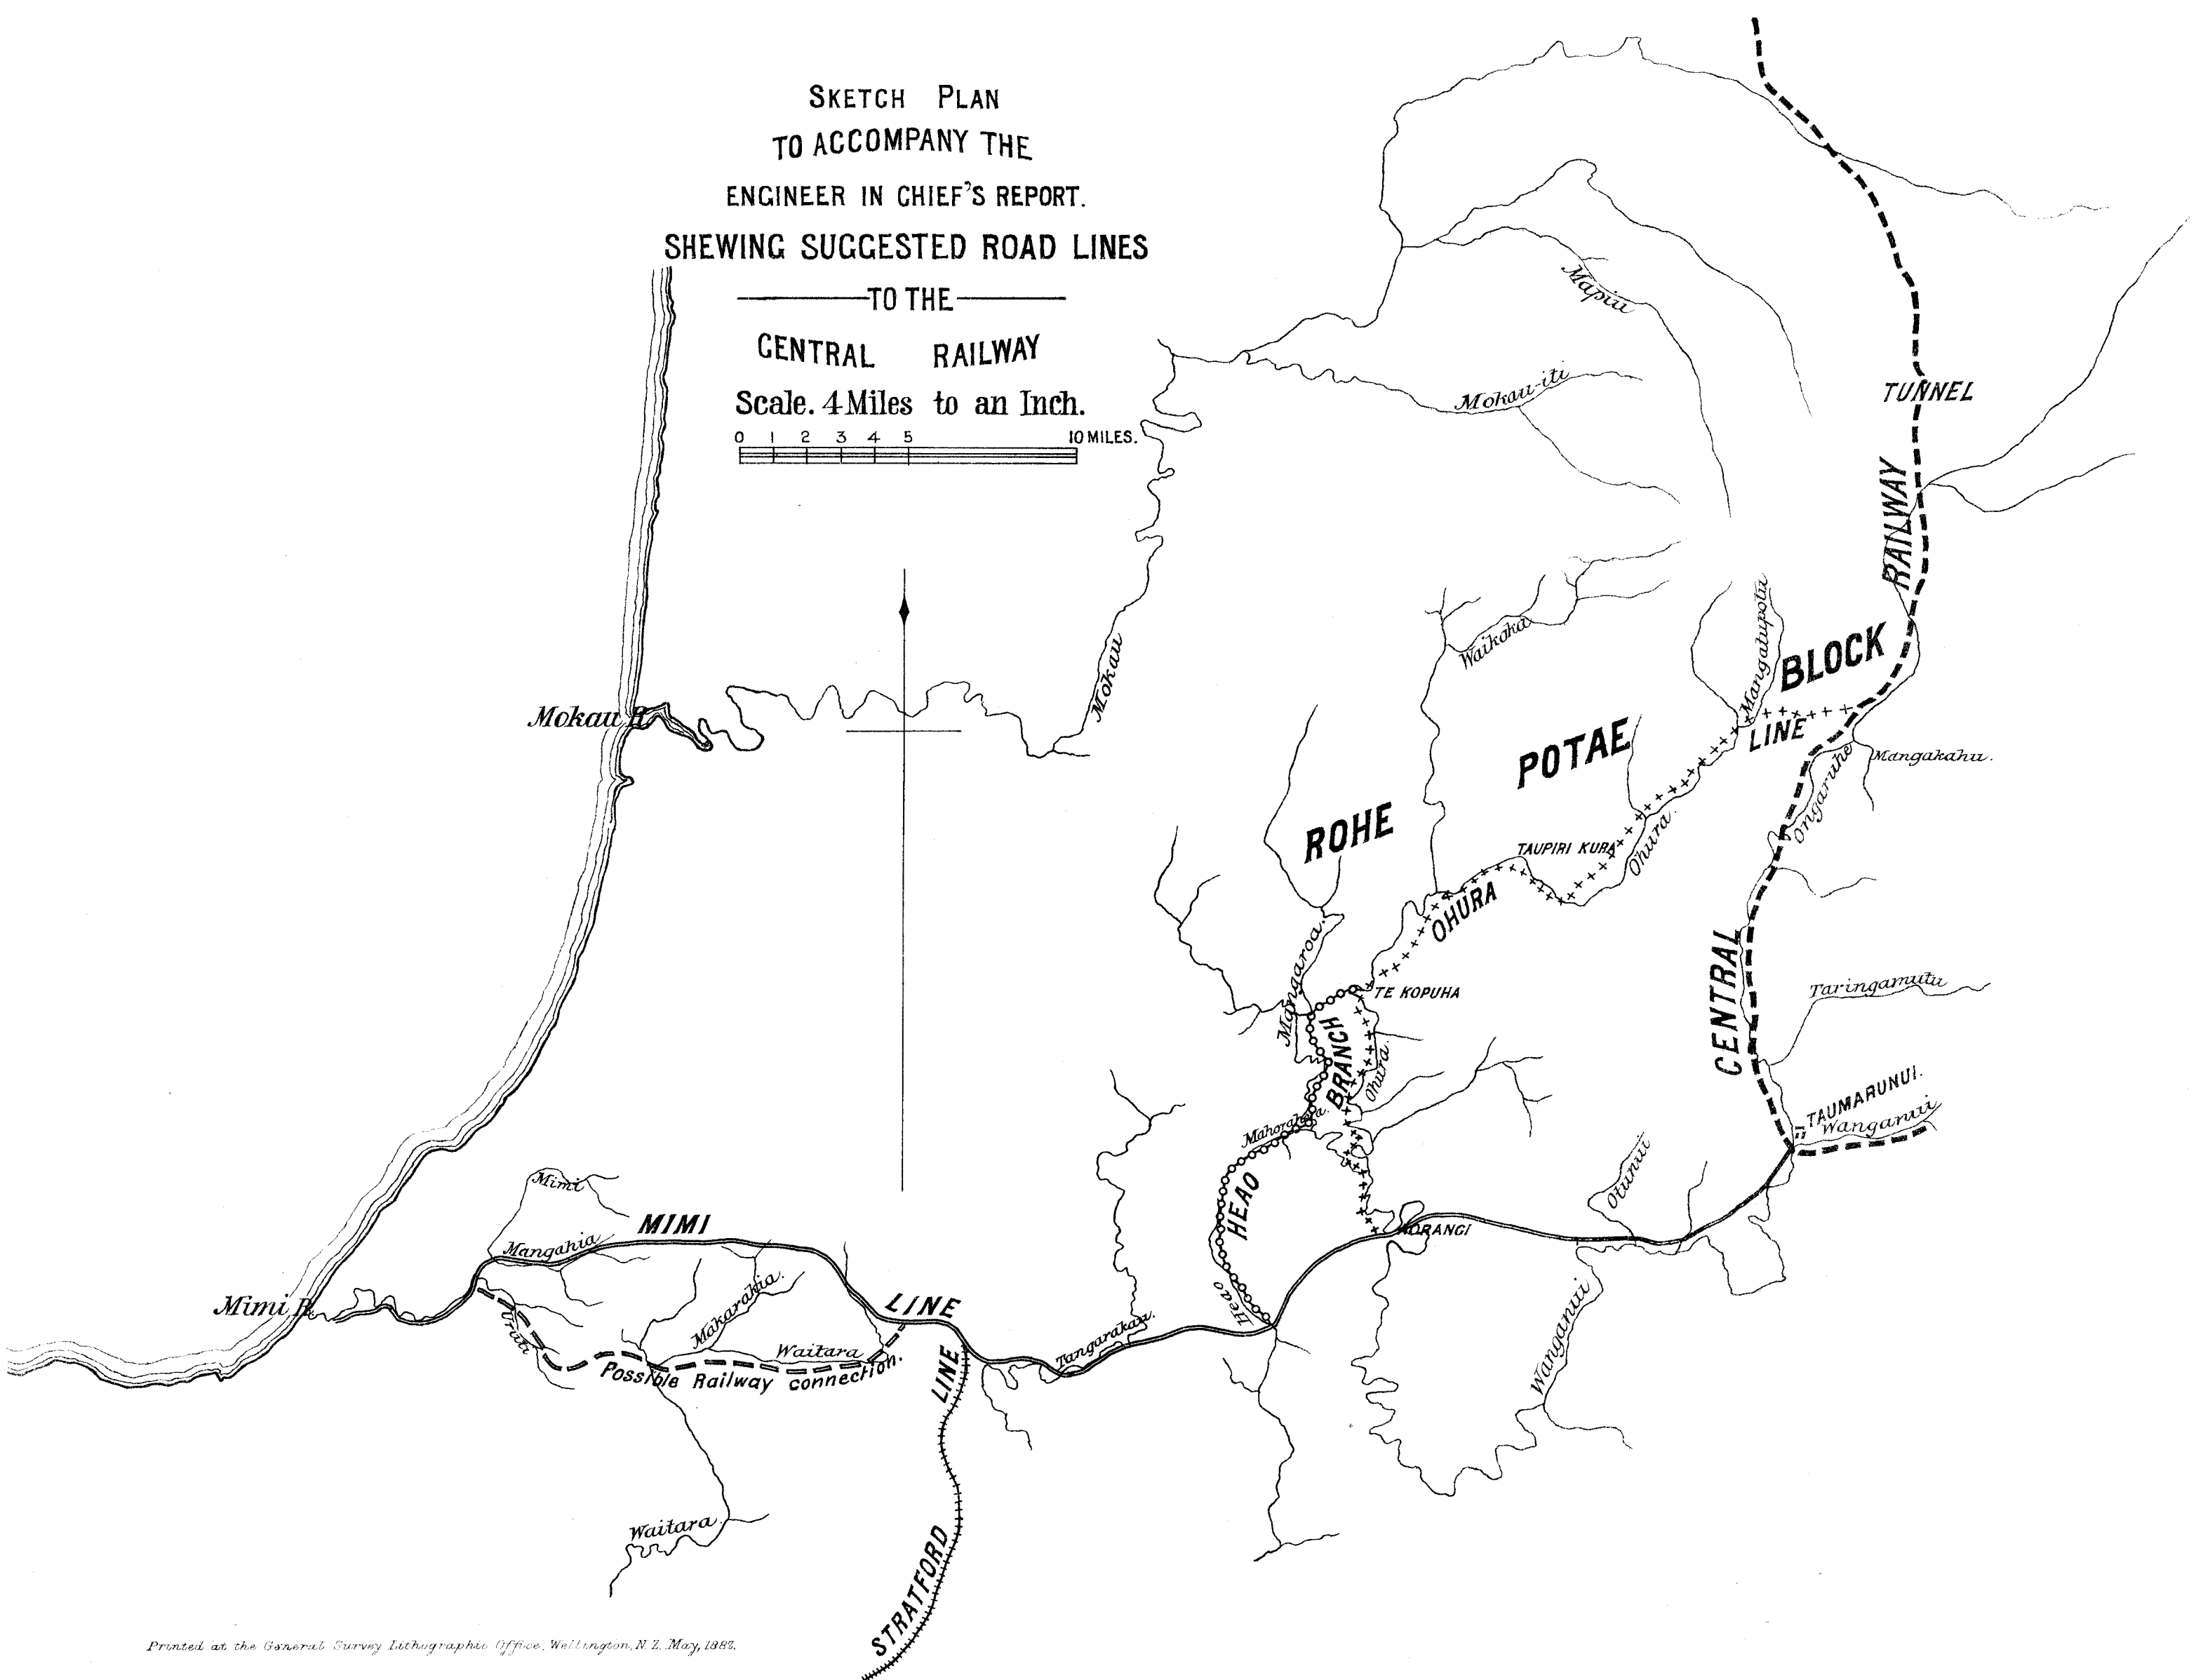 SKETCH PLAN
TO ACCOMPANY THE
ENGINEER IN CHIEF'S REPORT.
SHEWING SUGGESTED ROAD LINES
TO THE
CENTRAL RAILWAY
Scale. 4 Miles to an Inch.
0 1 2 3 4 5 10 MILES.
Mapiu
Mokau-iti
TUNNEL
RAILWAY
Waikaka
Mangatupotu
BLOCK
Mokau
Mokau R.
LINE
POTAE
Mangakahu.
Ongaruhe
ROHE
TAUPIRI KURA
Ohura.
OHURA
Mangaroa.
CENTRAL
TE KOPUHA
Taringamutu
BRANCH
Ohura
TAUMARUNUI.
Wanganui
Mahorahora.
Mimi
Otunui
HEAO
MIMI
Mangahia
AORANGI
Mimi R.
Makarakia.
LINE
Heao
Uruti
Tangarakau.
Wanganui
Waitara
Possible Railway connection.
LINE
Waitara.
STRATFORD
Printed at the General Survey Lithographic Office, Wellington, N.Z. May, 1887.